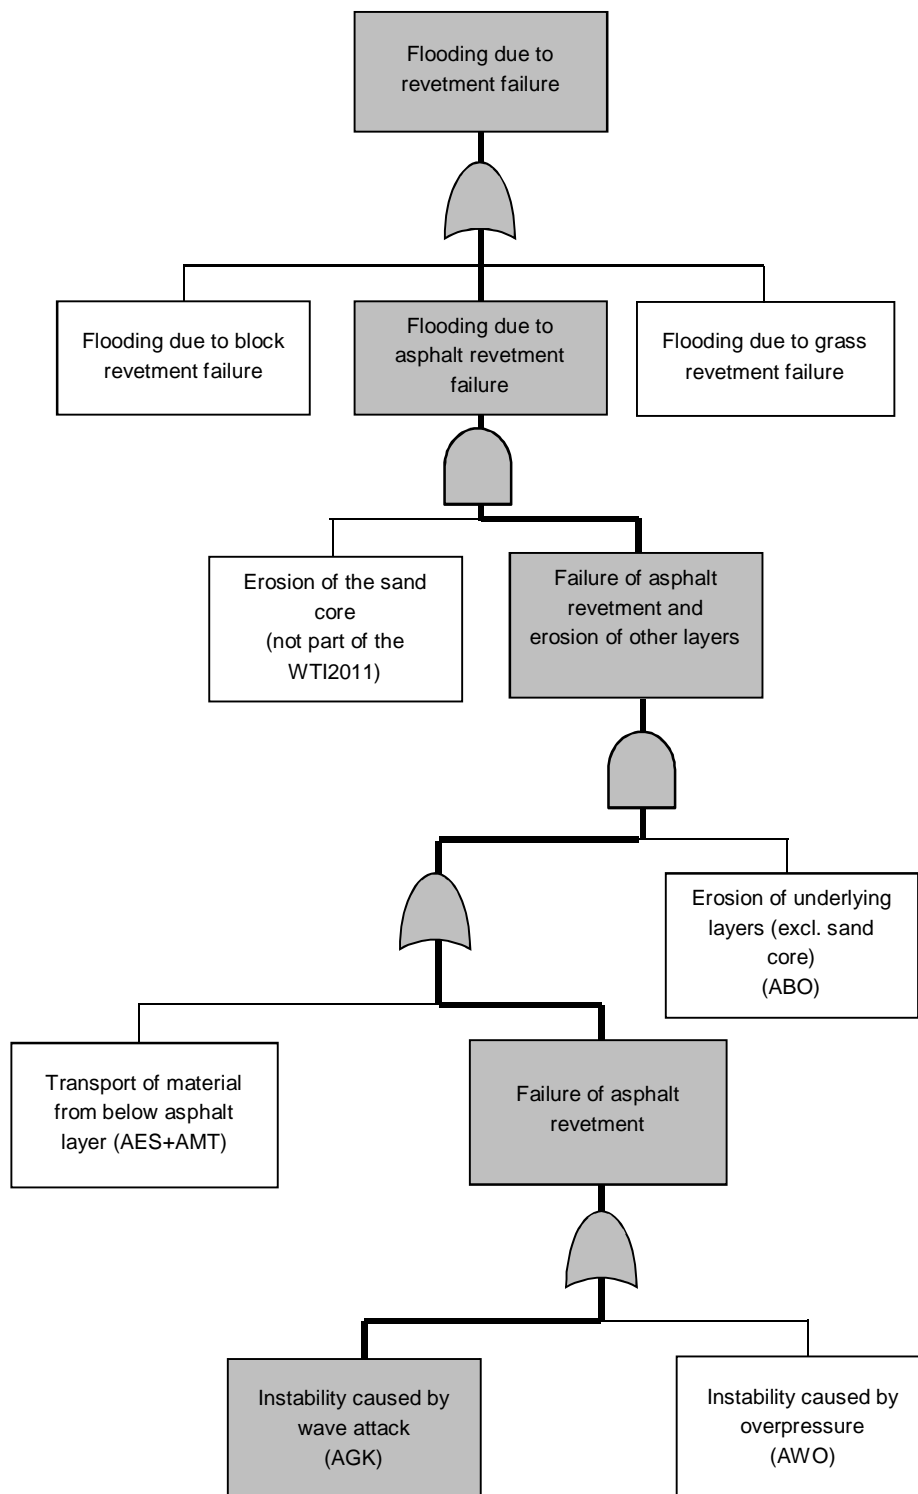 Flooding due to
revetment failure
Flooding due to block
revetment failure
Flooding due to
asphalt revetment
failure
Flooding due to grass
revetment failure
Erosion of the sand
core
(not part of the
WTI2011)
Failure of asphalt
revetment and
erosion of other layers
Erosion of underlying
layers (excl. sand
core)
(ABO)
Transport of material
from below asphalt
layer (AES+AMT)
Failure of asphalt
revetment
Instability caused by
wave attack
(AGK)
Instability caused by
overpressure
(AWO)